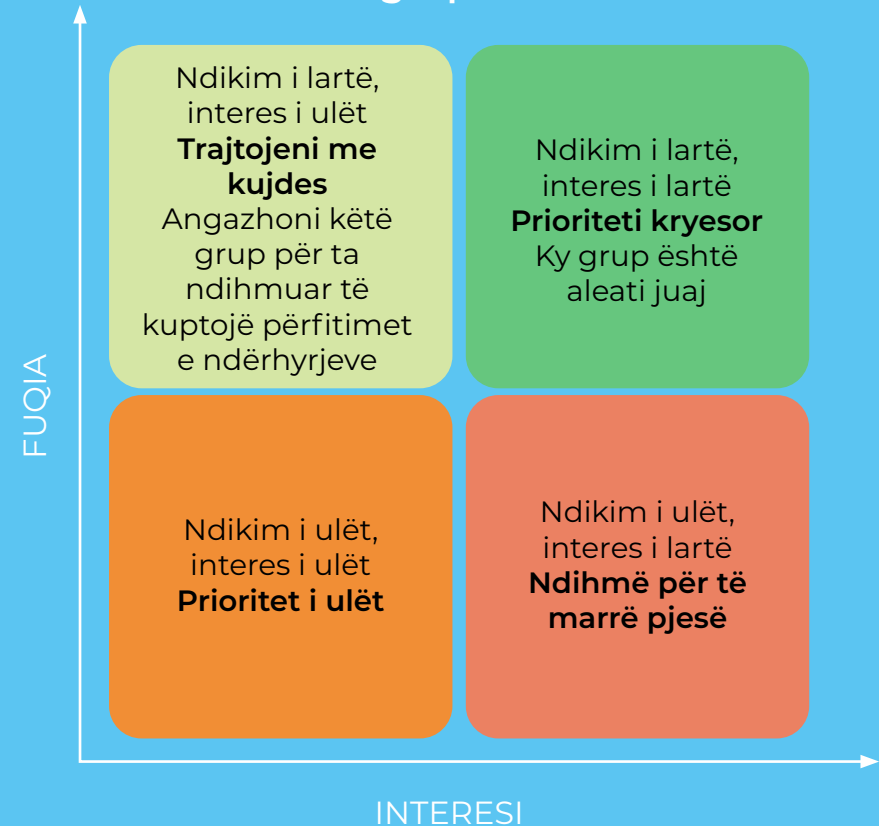 Ndikim i lartë,
interes i ulët
Trajtojeni me
kujdes
Angazhoni këtë
grup për ta
ndihmuar të
kuptojë përfitimet
e ndërhyrjeve
Ndikim i lartë,
interes i lartë
Prioriteti kryesor
Ky grup është
aleati juaj
FUQIA
Ndikim i ulët,
interes i ulët
Prioritet i ulët
Ndikim i ulët,
interes i lartë
Ndihmë për të
marrë pjesë
INTERESI